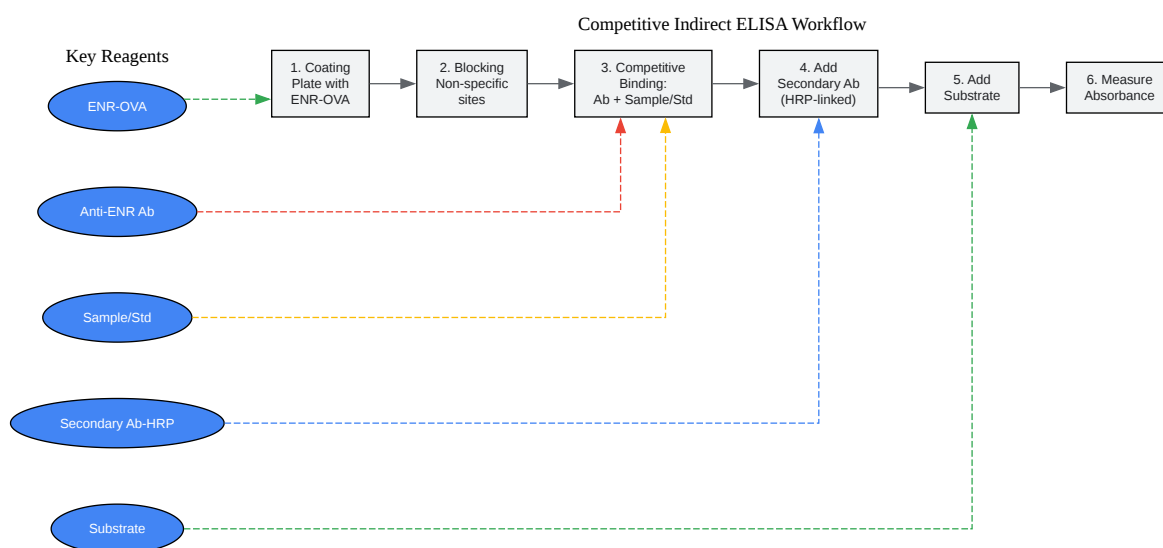 Competitive Indirect ELISA Workflow
Key Reagents
1. Coating
Plate with
ENR-OVA
2. Blocking
Non-specific
sites
3. Competitive
Binding:
Ab + Sample/Std
4. Add
Secondary Ab
(HRP-linked)
5. Add
Substrate
6. Measure
Absorbance
ENR-OVA
Anti-ENR Ab
Sample/Std
Secondary Ab-HRP
Substrate